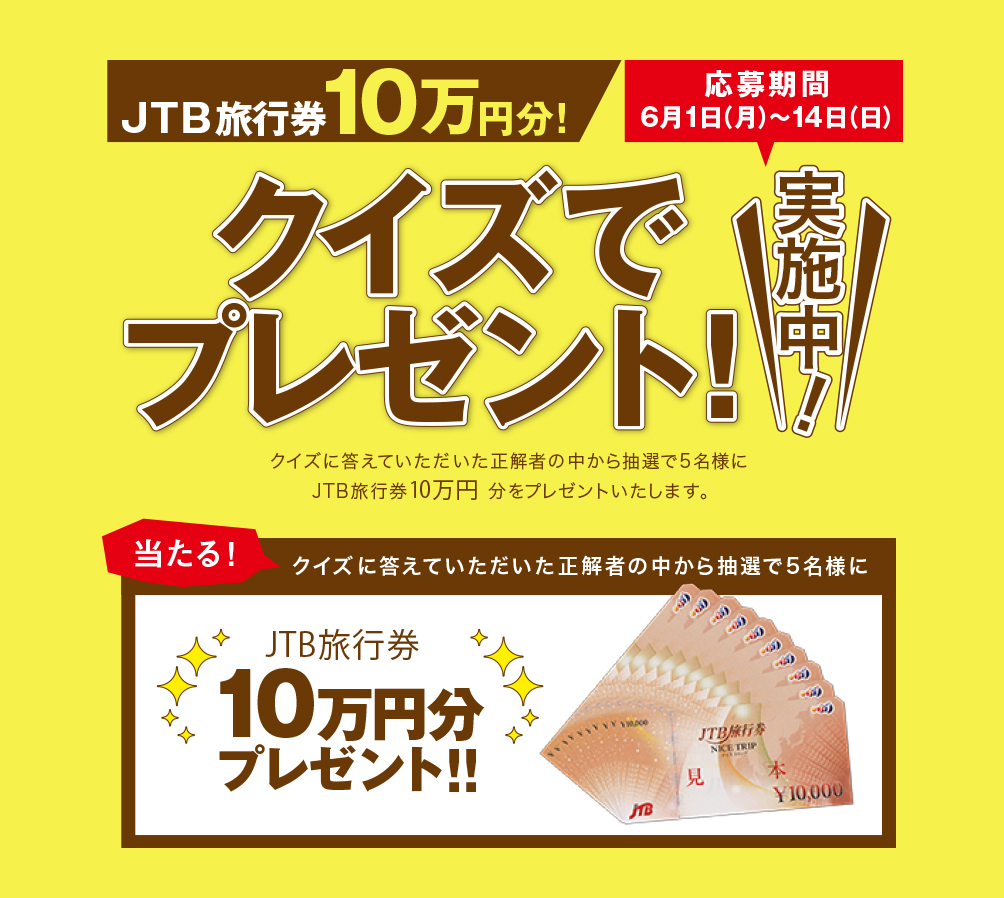 JTB旅行券10万円分!
応募期間
6月1日(月)〜14日(日)
クイズで
プレゼント!
実施中!
クイズに答えていただいた正解者の中から抽選で5名様に
JTB旅行券10万円 分をプレゼントいたします。
当たる!
クイズに答えていただいた正解者の中から抽選で5名様に
JTB旅行券
10万円分
プレゼント!!
¥10,000
JTB旅行券
NICE TRIP
見本
¥10,000
JTB